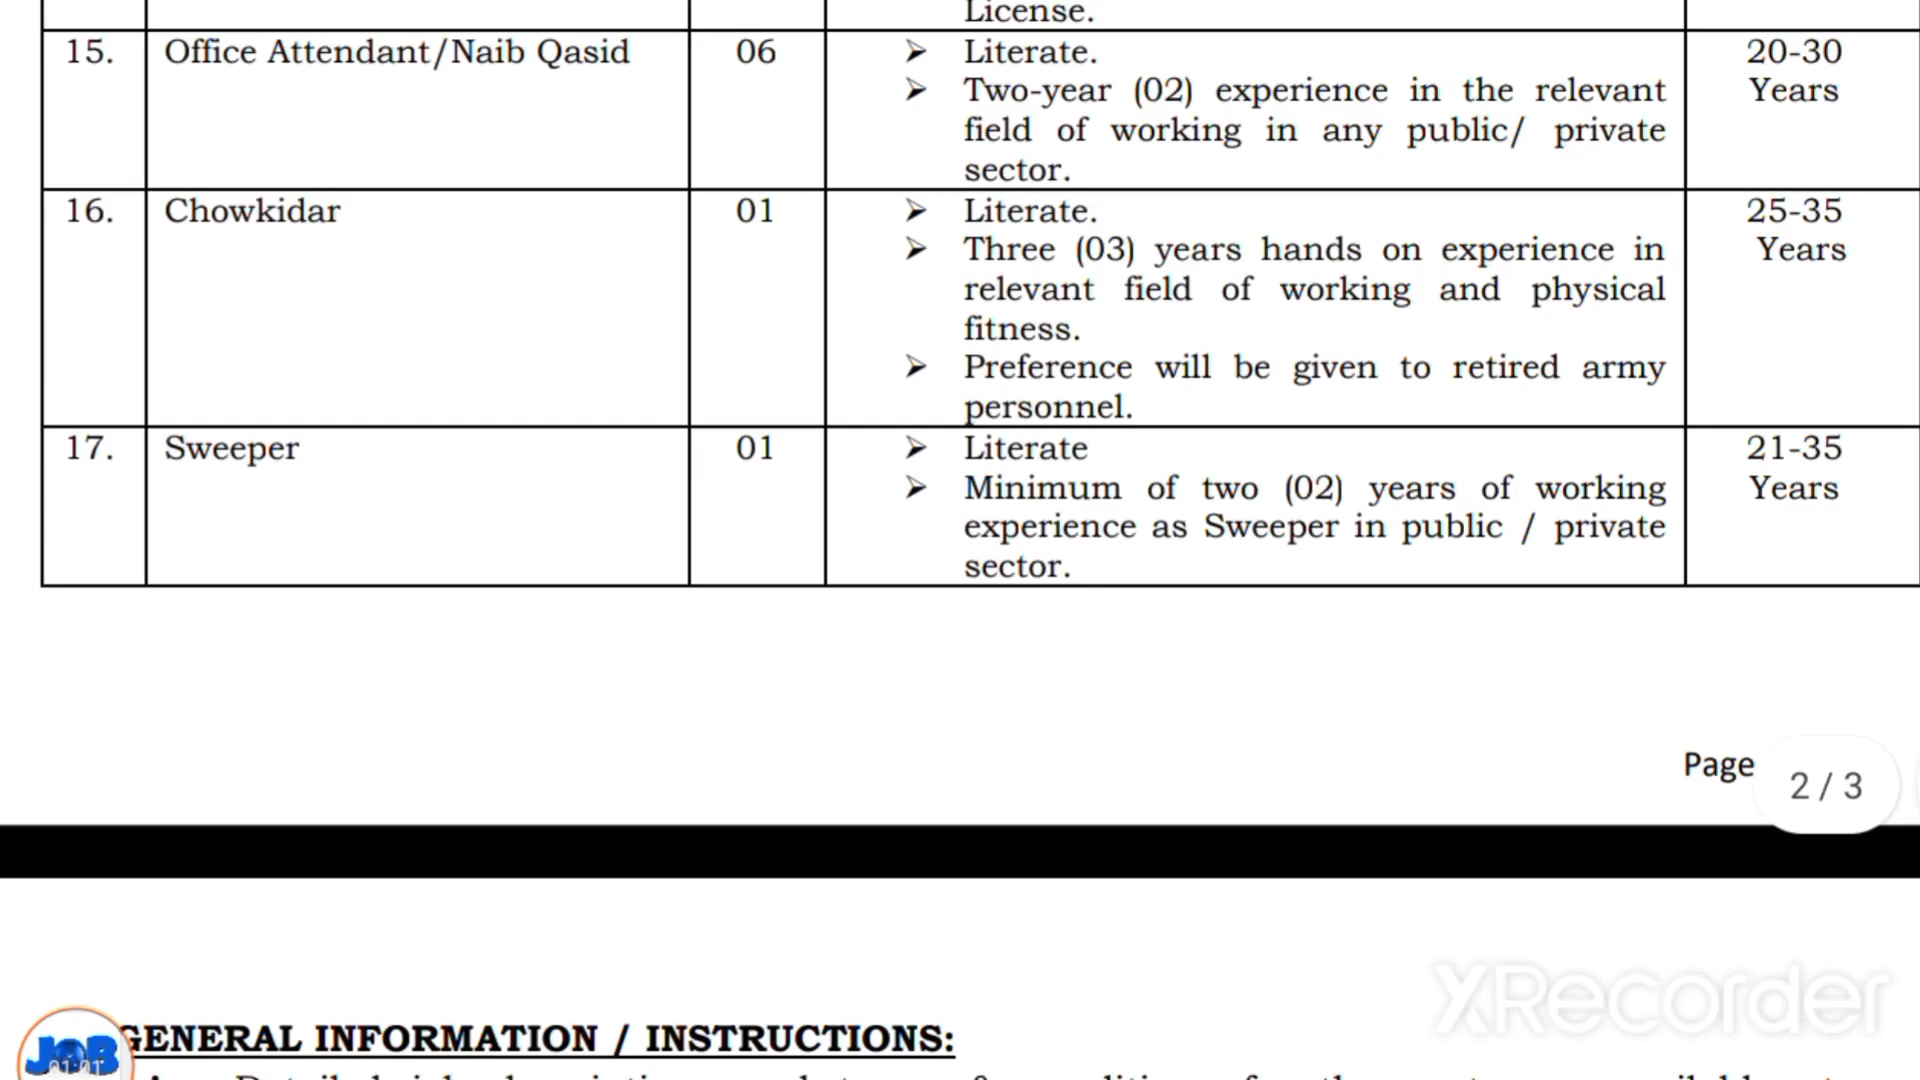 License.
15. Office Attendant/Naib Qasid 06 ➢ Literate. 20-30
➢ Two-year (02) experience in the relevant Years
field of working in any public/ private
sector.
16. Chowkidar 01 ➢ Literate. 25-35
➢ Three (03) years hands on experience in Years
relevant field of working and physical
fitness.
➢ Preference will be given to retired army
personnel.
17. Sweeper 01 ➢ Literate 21-35
➢ Minimum of two (02) years of working Years
experience as Sweeper in public / private
sector.
Page
2 / 3
XRecorder
GENERAL INFORMATION / INSTRUCTIONS:
JOB
01:01